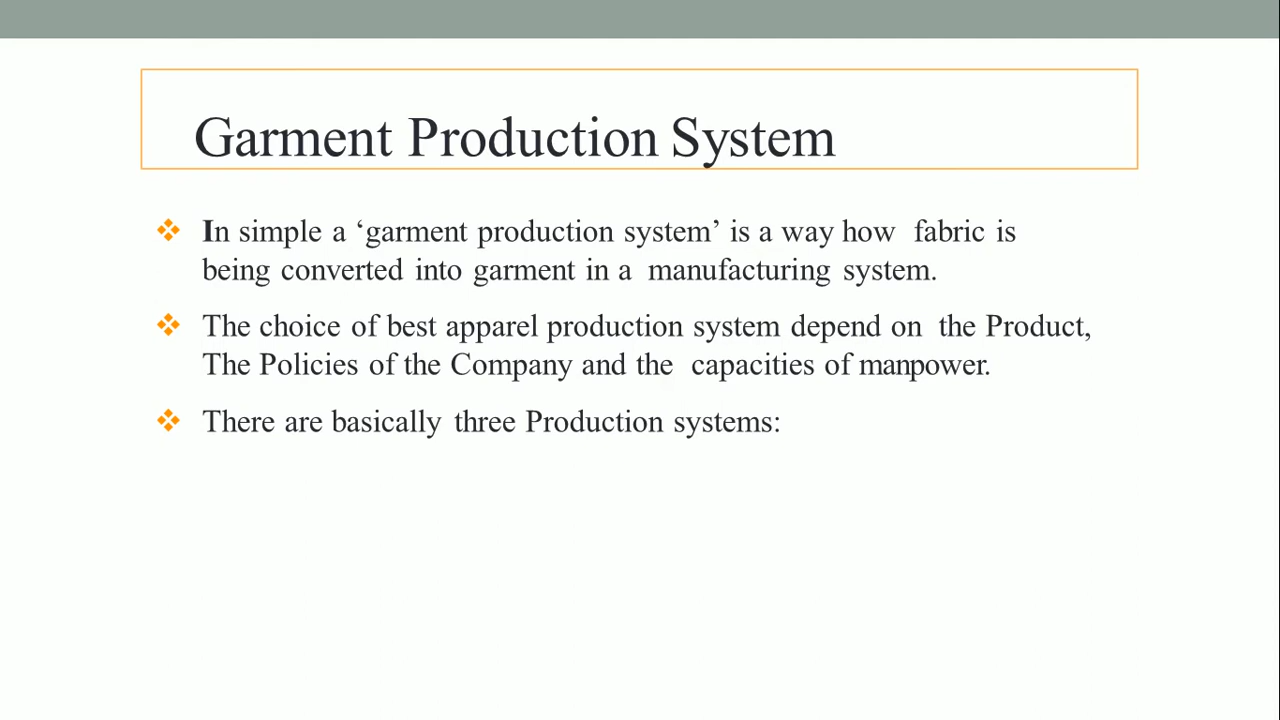 Garment Production System
In simple a ‘garment production system’ is a way how fabric is
being converted into garment in a manufacturing system.
The choice of best apparel production system depend on the Product,
The Policies of the Company and the capacities of manpower.
There are basically three Production systems: